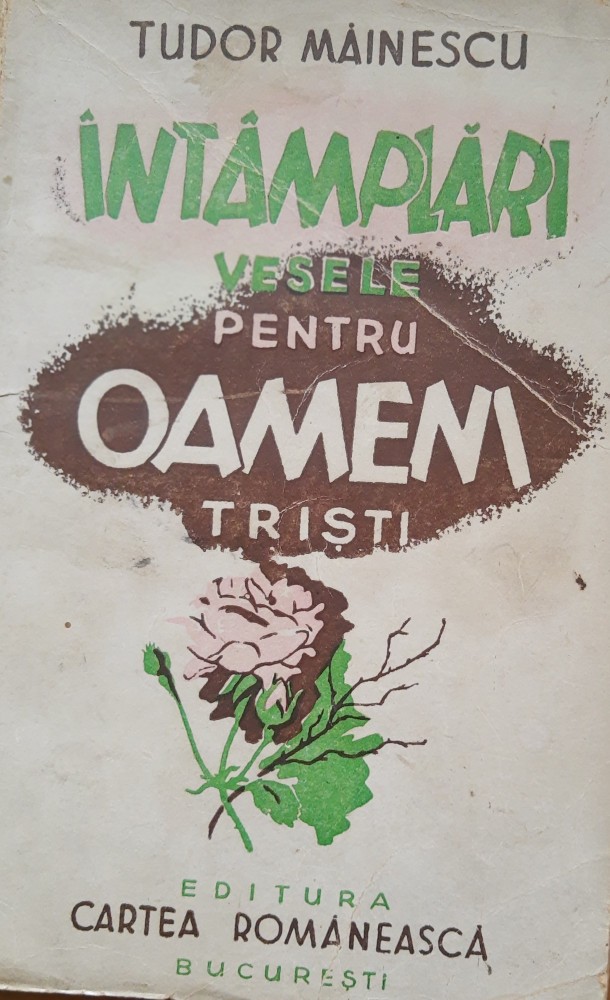 TUDOR MĂINESCU
ÎNTÂMPLĂRI
VESELE
PENTRU
OAMENI
TRIȘTI
EDITURA
CARTEA ROMÂNEASCĂ
BUCUREȘTI